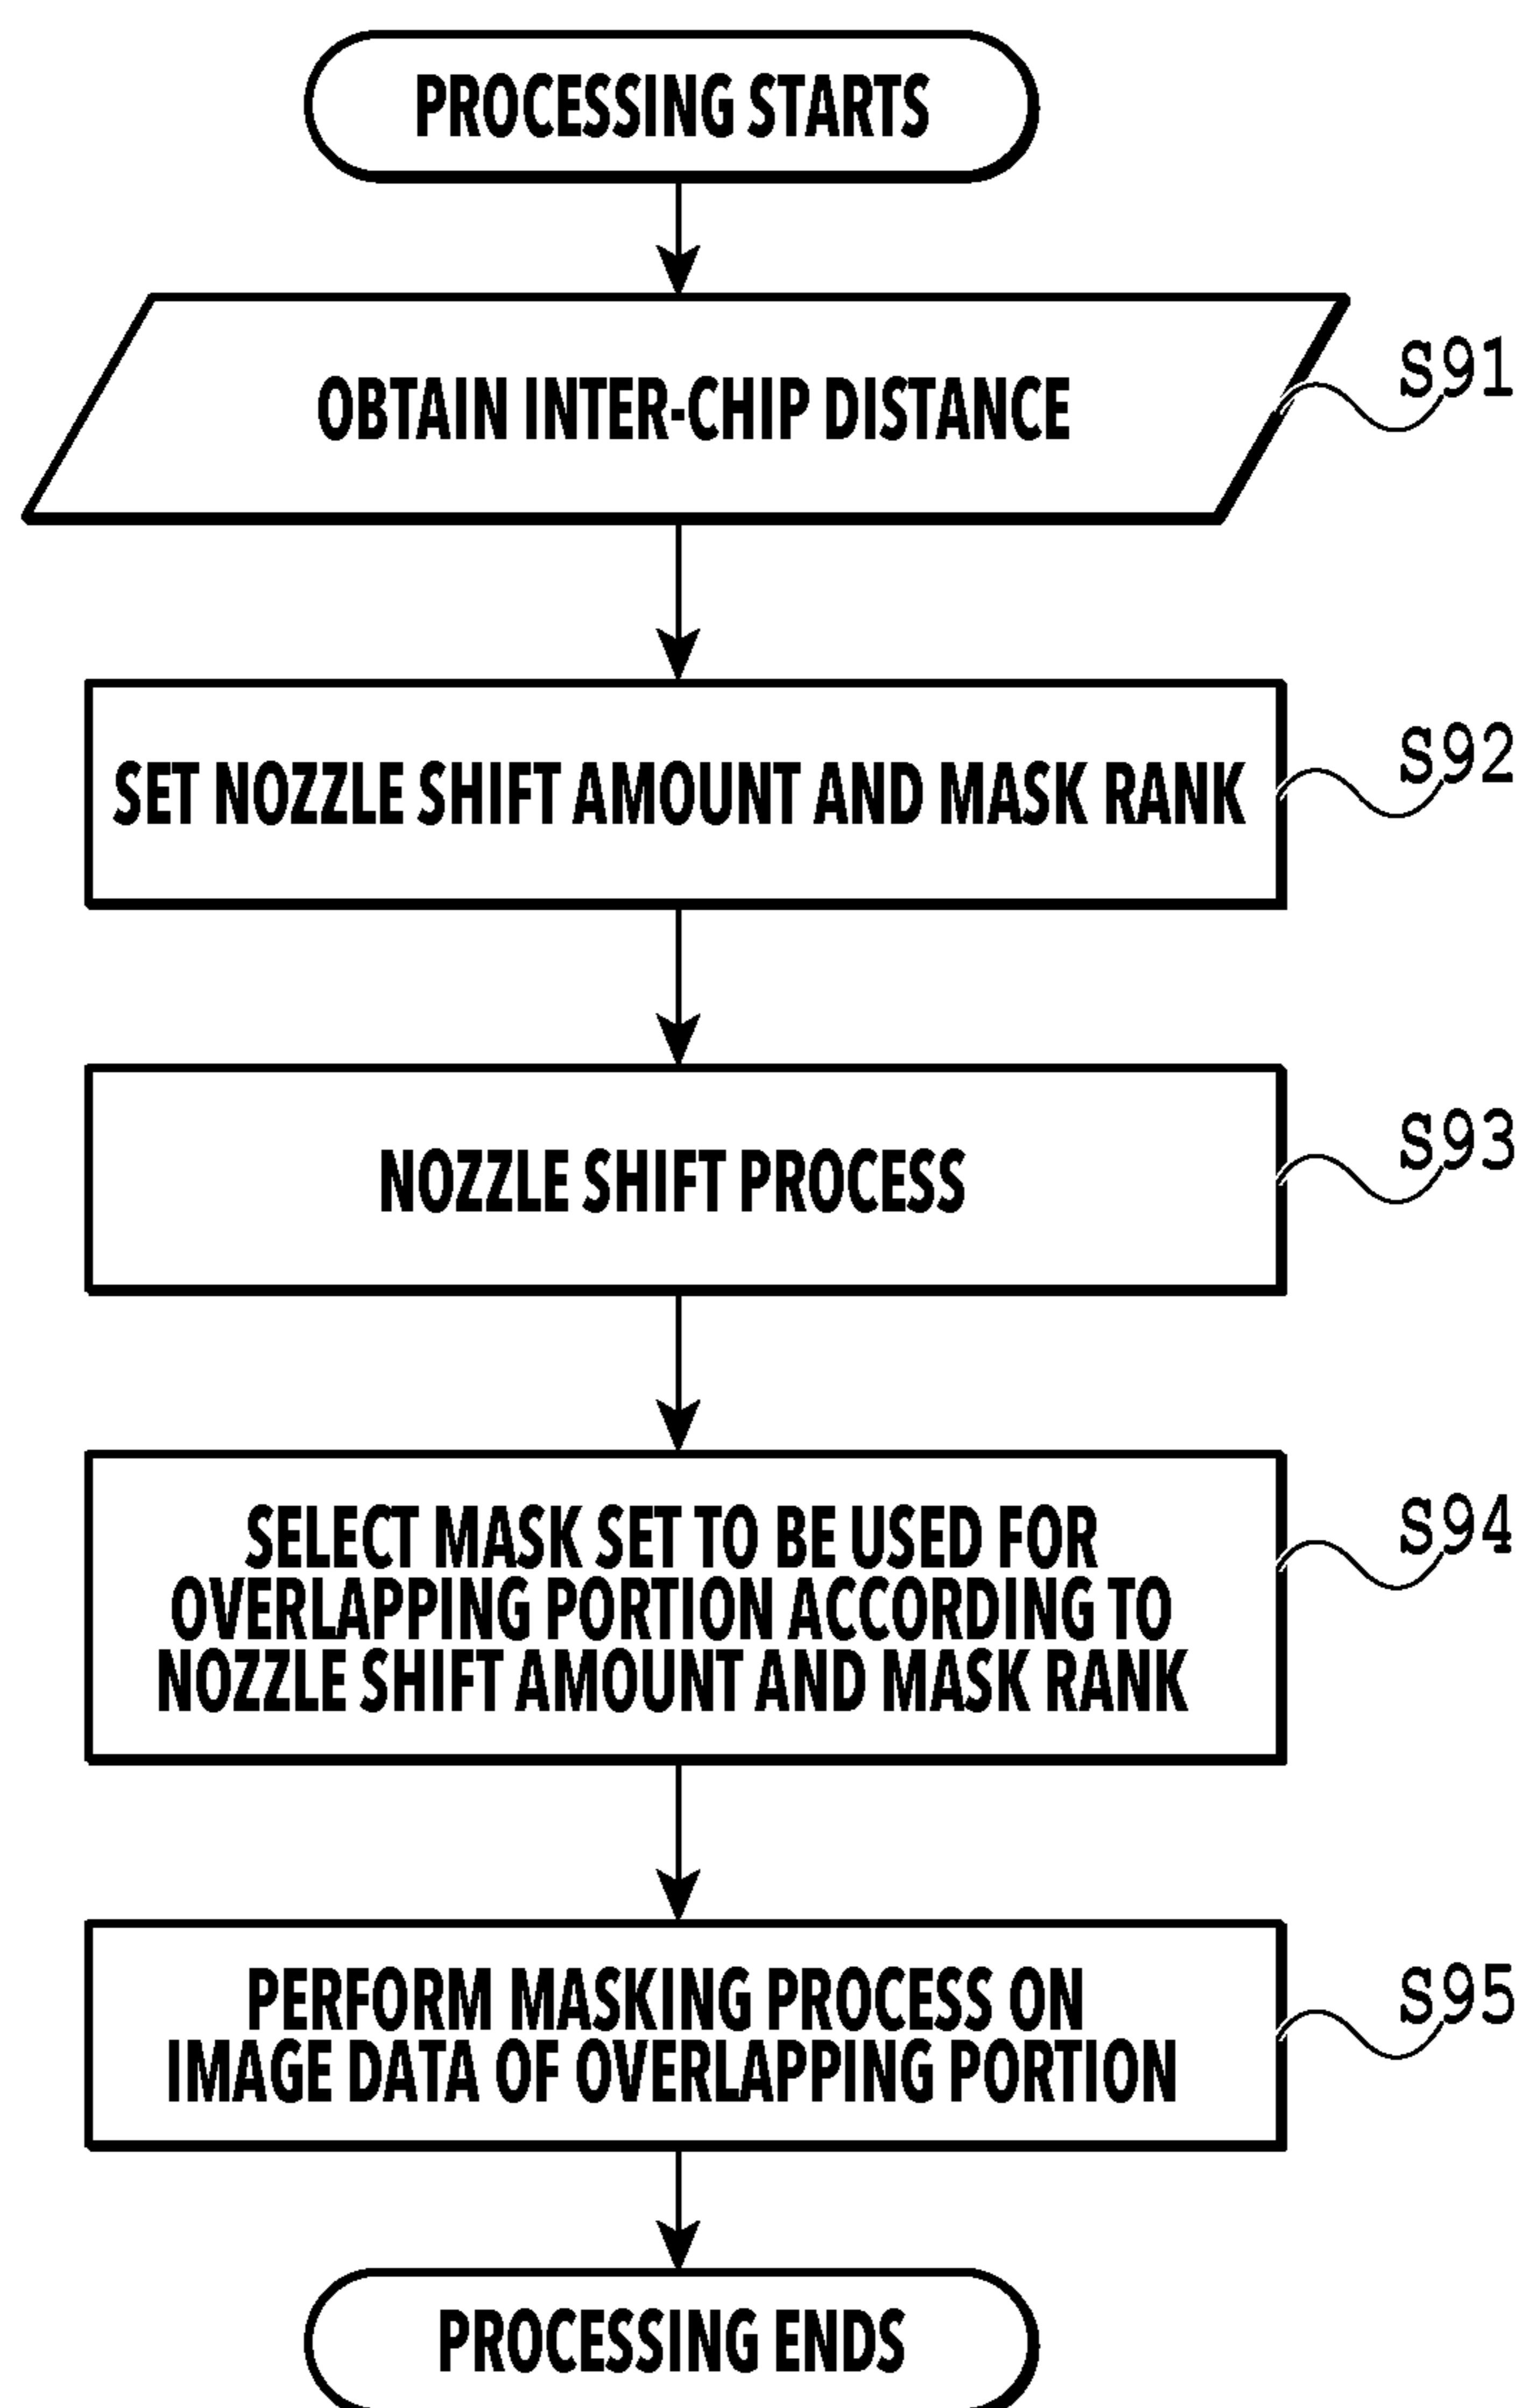 PROCESSING STARTS
OBTAIN INTER-CHIP DISTANCE
S91
SET NOZZLE SHIFT AMOUNT AND MASK RANK
S92
NOZZLE SHIFT PROCESS
S93
SELECT MASK SET TO BE USED FOR
OVERLAPPING PORTION ACCORDING TO
NOZZLE SHIFT AMOUNT AND MASK RANK
S94
PERFORM MASKING PROCESS ON
IMAGE DATA OF OVERLAPPING PORTION
S95
PROCESSING ENDS